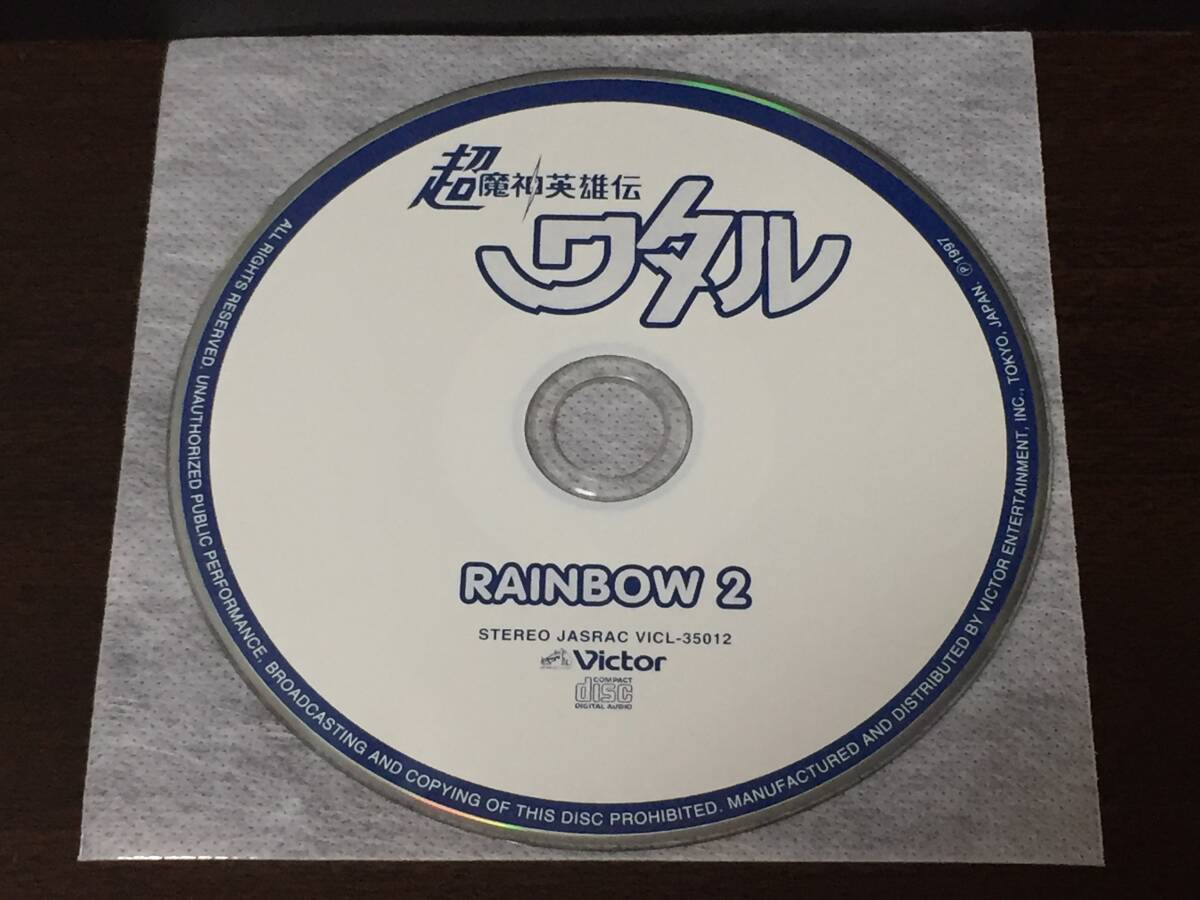 超魔神英雄伝
ワタル
RAINBOW 2
STEREO JASRAC VICL-35012
Victor
COMPACT
disc
DIGITAL AUDIO
ALL RIGHTS RESERVED. UNAUTHORIZED PUBLIC PERFORMANCE. BROADCASTING AND COPYING OF THIS DISC PROHIBITED. MANUFACTURED AND DISTRIBUTED BY VICTOR ENTERTAINMENT, INC., TOKYO, JAPAN. Ⓟ1997